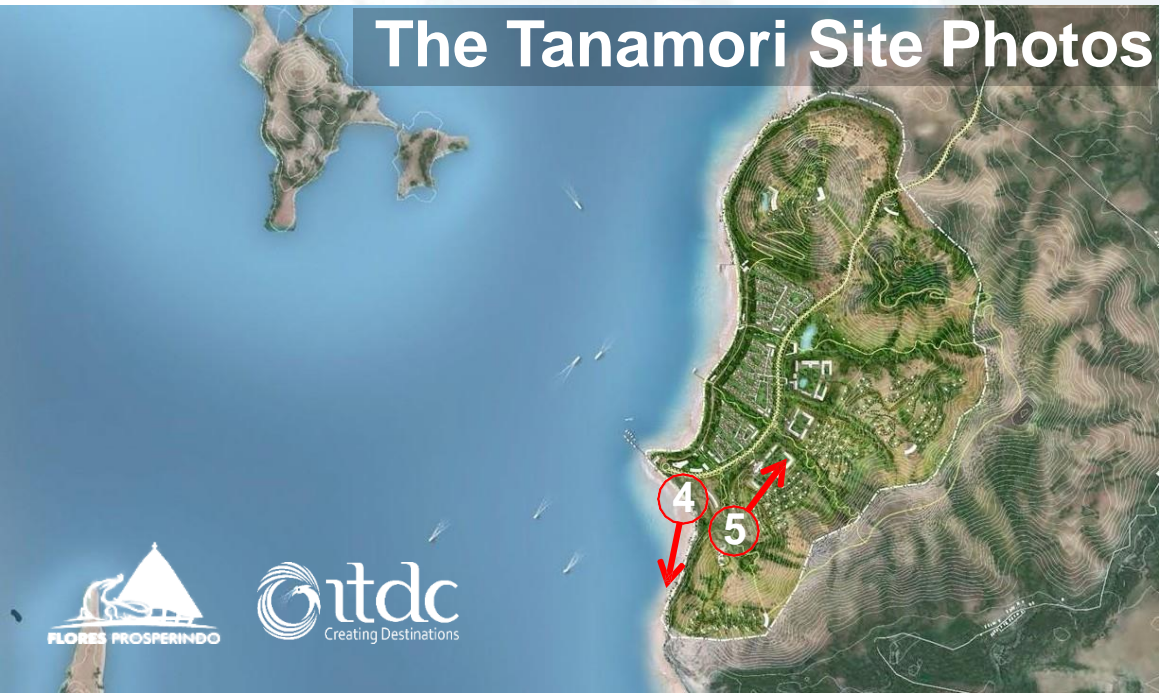 The Tanamori Site Photos
4
5
FLORES PROSPERINDO
itdc
Creating Destinations